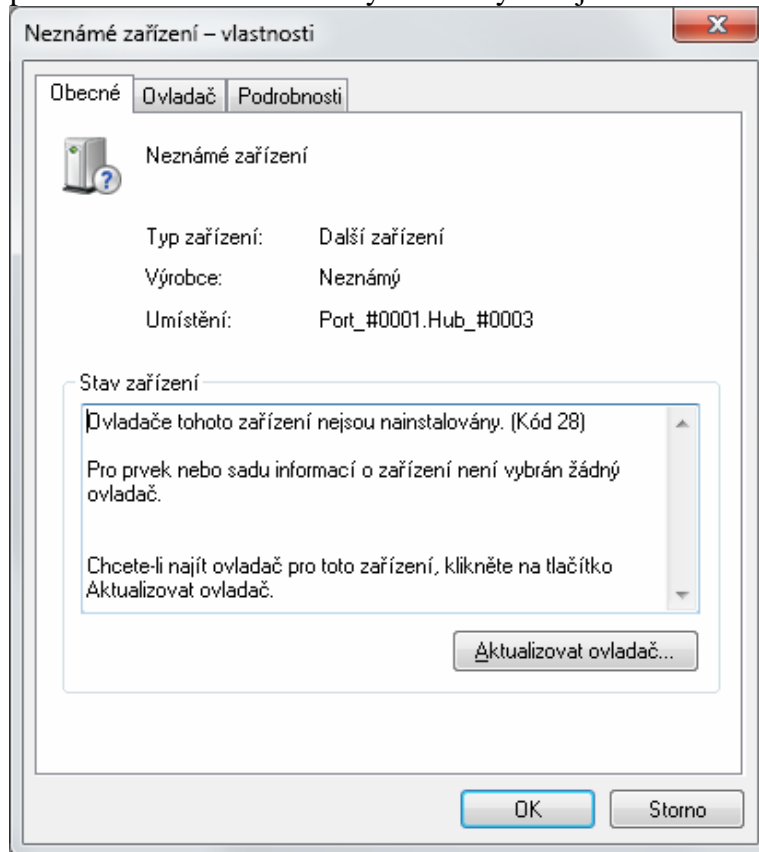 Neznámé zařízení – vlastnosti
Obecné Ovladač Podrobnosti
Neznámé zařízení
Typ zařízení: Další zařízení
Výrobce: Neznámý
Umístění: Port_#0001.Hub_#0003
Stav zařízení
Ovladače tohoto zařízení nejsou nainstalovány. (Kód 28)
Pro prvek nebo sadu informací o zařízení není vybrán žádný
ovladač.
Chcete-li najít ovladač pro toto zařízení, klikněte na tlačítko
Aktualizovat ovladač.
Aktualizovat ovladač...
OK Storno